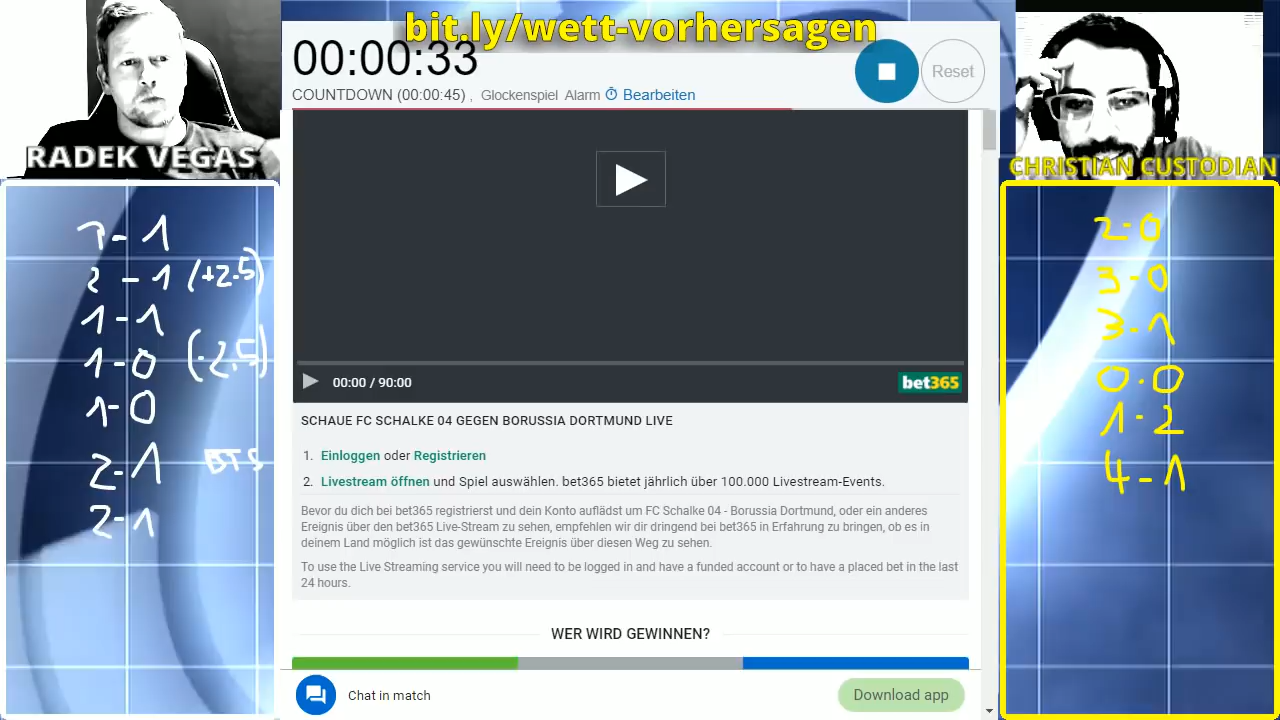 bit.ly/wett-vorhersagen
00:00:33
Reset
COUNTDOWN (00:00:45) , Glockenspiel Alarm Bearbeiten
RADEK VEGAS
CHRISTIAN CUSTODIAN
2-1 (+2.5)
1-1
1-0 (-2.5)
1-0
2-1 BTS
2-1
00:00 / 90:00
bet365
SCHAUE FC SCHALKE 04 GEGEN BORUSSIA DORTMUND LIVE
1. Einloggen oder Registrieren
2. Livestream öffnen und Spiel auswählen. bet365 bietet jährlich über 100.000 Livestream-Events.
Bevor du dich bei bet365 registrierst und dein Konto auflädst um FC Schalke 04 - Borussia Dortmund, oder ein anderes
Ereignis über den bet365 Live-Stream zu sehen, empfehlen wir dir dringend bei bet365 in Erfahrung zu bringen, ob es in
deinem Land möglich ist das gewünschte Ereignis über diesen Weg zu sehen.
To use the Live Streaming service you will need to be logged in and have a funded account or to have a placed bet in the last
24 hours.
WER WIRD GEWINNEN?
Chat in match
Download app
2-0
3-0
3-1
0-0
1-2
4-1